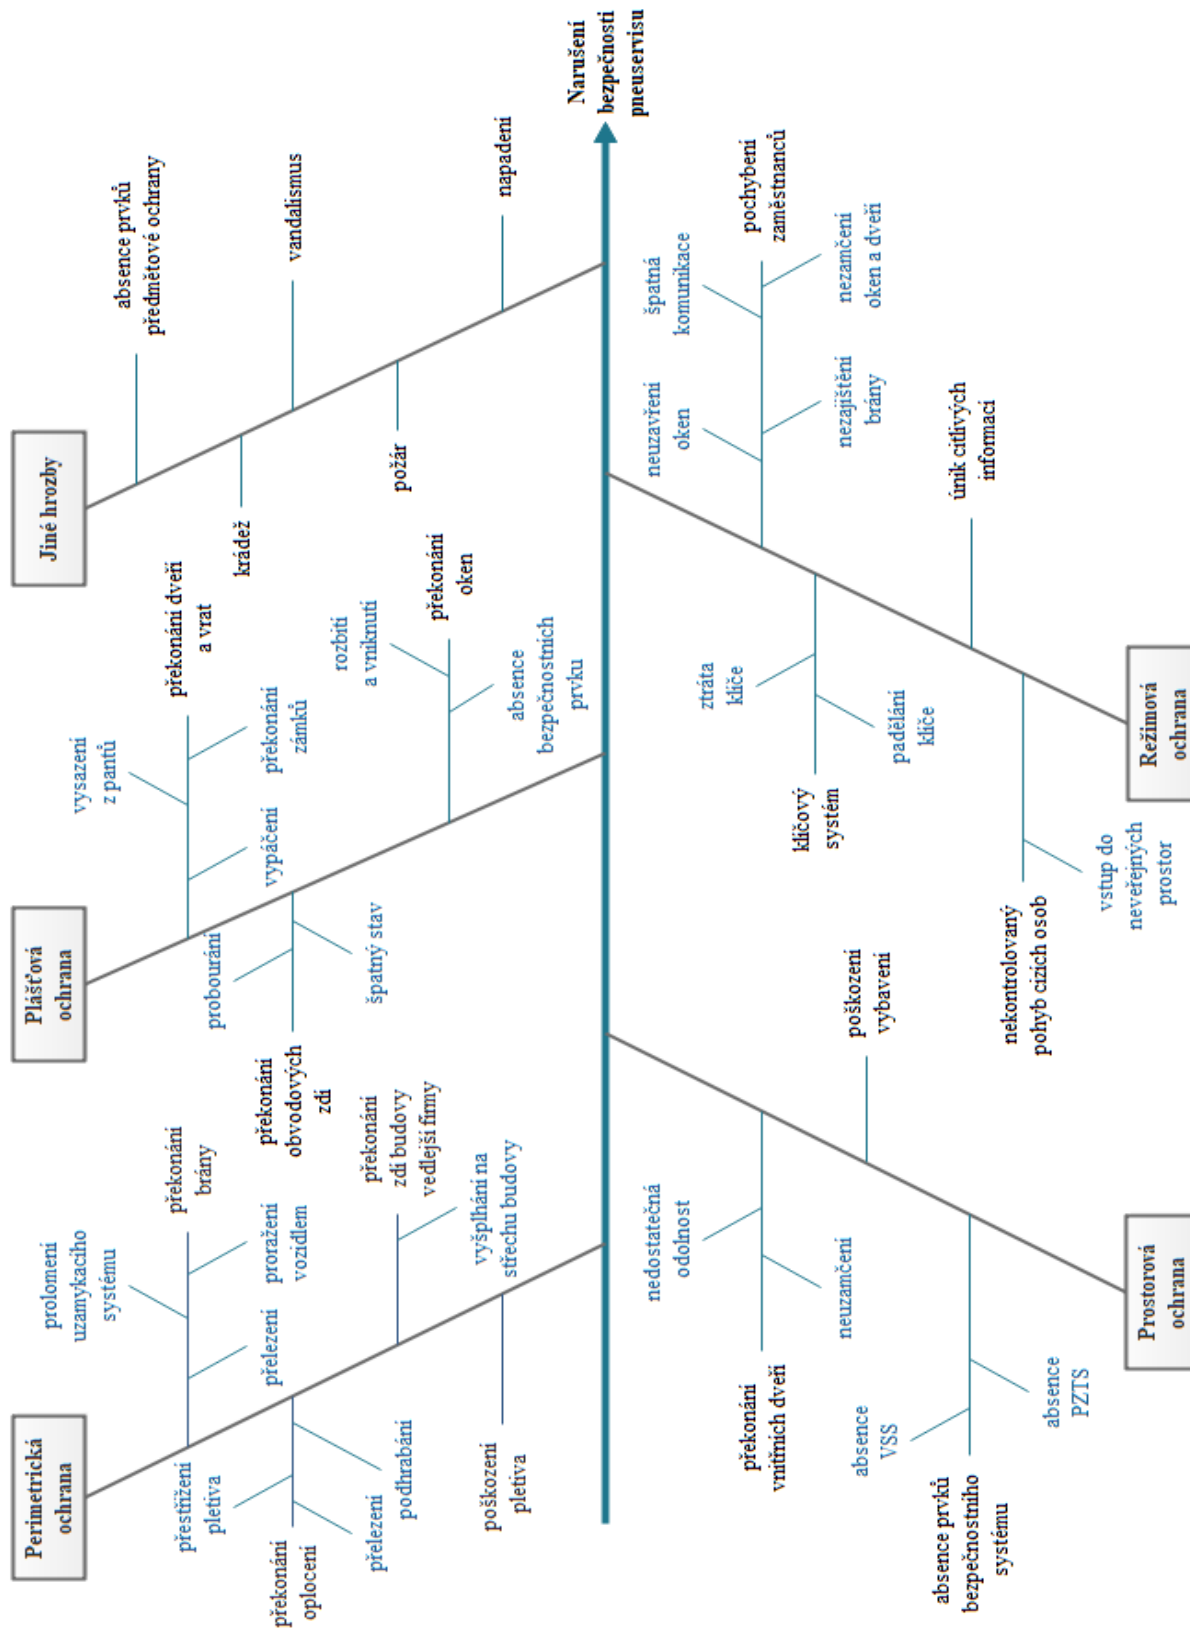 Perimetrická
ochrana
překonání
brány
prolomení
uzamykacího
systému
přelezení
proražení
vozidlem
překonání
oplocení
přestřižení
pletiva
přelezení
podhrabání
překonání
zdí budovy
vedlejší firmy
vyšplhání na
střechu budovy
poškození
pletiva
Plášťová
ochrana
překonání dveří
a vrat
vysazení
z pantů
vypáčení
překonání
zámků
překonání
obvodových
zdí
probourání
špatný stav
překonání
oken
rozbití
a vniknutí
absence
bezpečnostních
prvku
Jiné hrozby
absence prvků
předmětové ochrany
krádež
vandalismus
požár
napadení
Narušení
bezpečnosti
pneuservisu
překonání
vnitřních dveří
nedostatečná
odolnost
neuzamčení
poškození
vybavení
absence prvků
bezpečnostního
systému
absence
VSS
absence
PZTS
Prostorová
ochrana
pochybení
zaměstnanců
neuzavření
oken
špatná
komunikace
nezajištění
brány
nezamčení
oken a dveří
klíčový
systém
ztráta
klíče
padělání
klíče
únik citlivých
informací
nekontrolovaný
pohyb cizích osob
vstup do
neveřejných
prostor
Režimová
ochrana